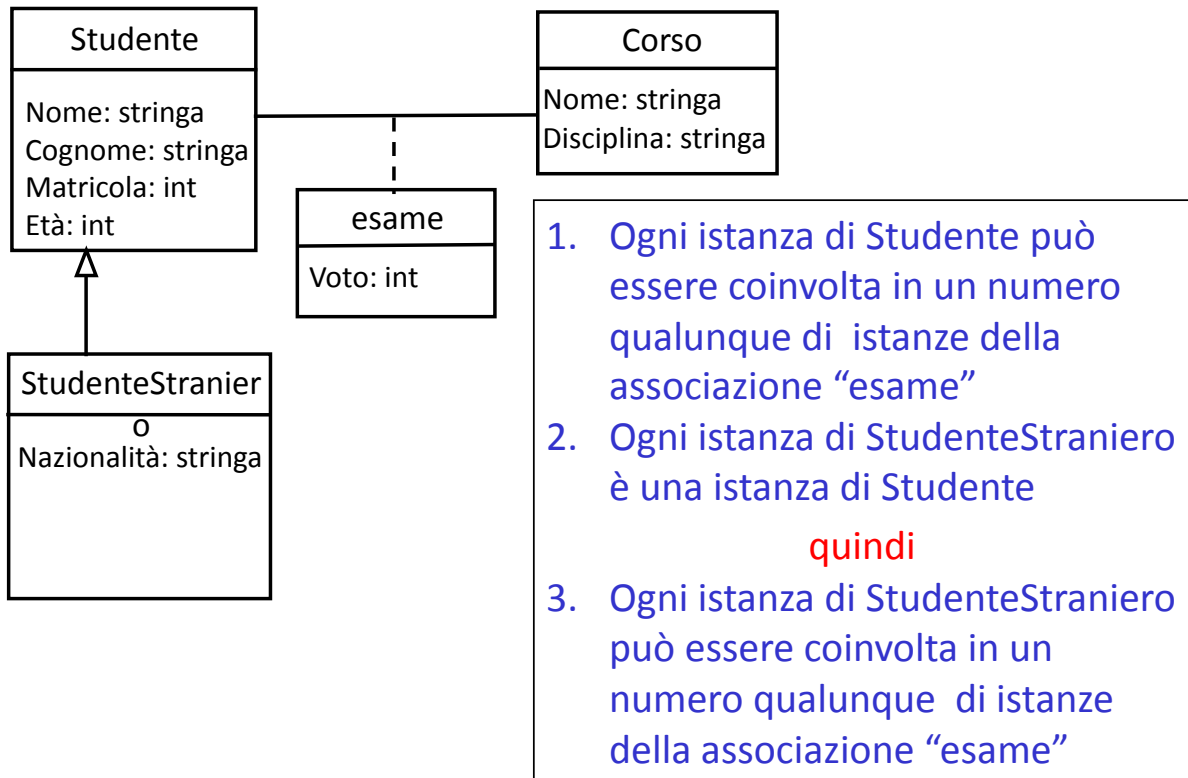 Studente
Nome: stringa
Cognome: stringa
Matricola: int
Età: int
Corso
Nome: stringa
Disciplina: stringa
esame
Voto: int
StudenteStranier
o
Nazionalità: stringa
1. Ogni istanza di Studente può
essere coinvolta in un numero
qualunque di istanze della
associazione “esame”
2. Ogni istanza di StudenteStraniero
è una istanza di Studente
quindi
3. Ogni istanza di StudenteStraniero
può essere coinvolta in un
numero qualunque di istanze
della associazione “esame”